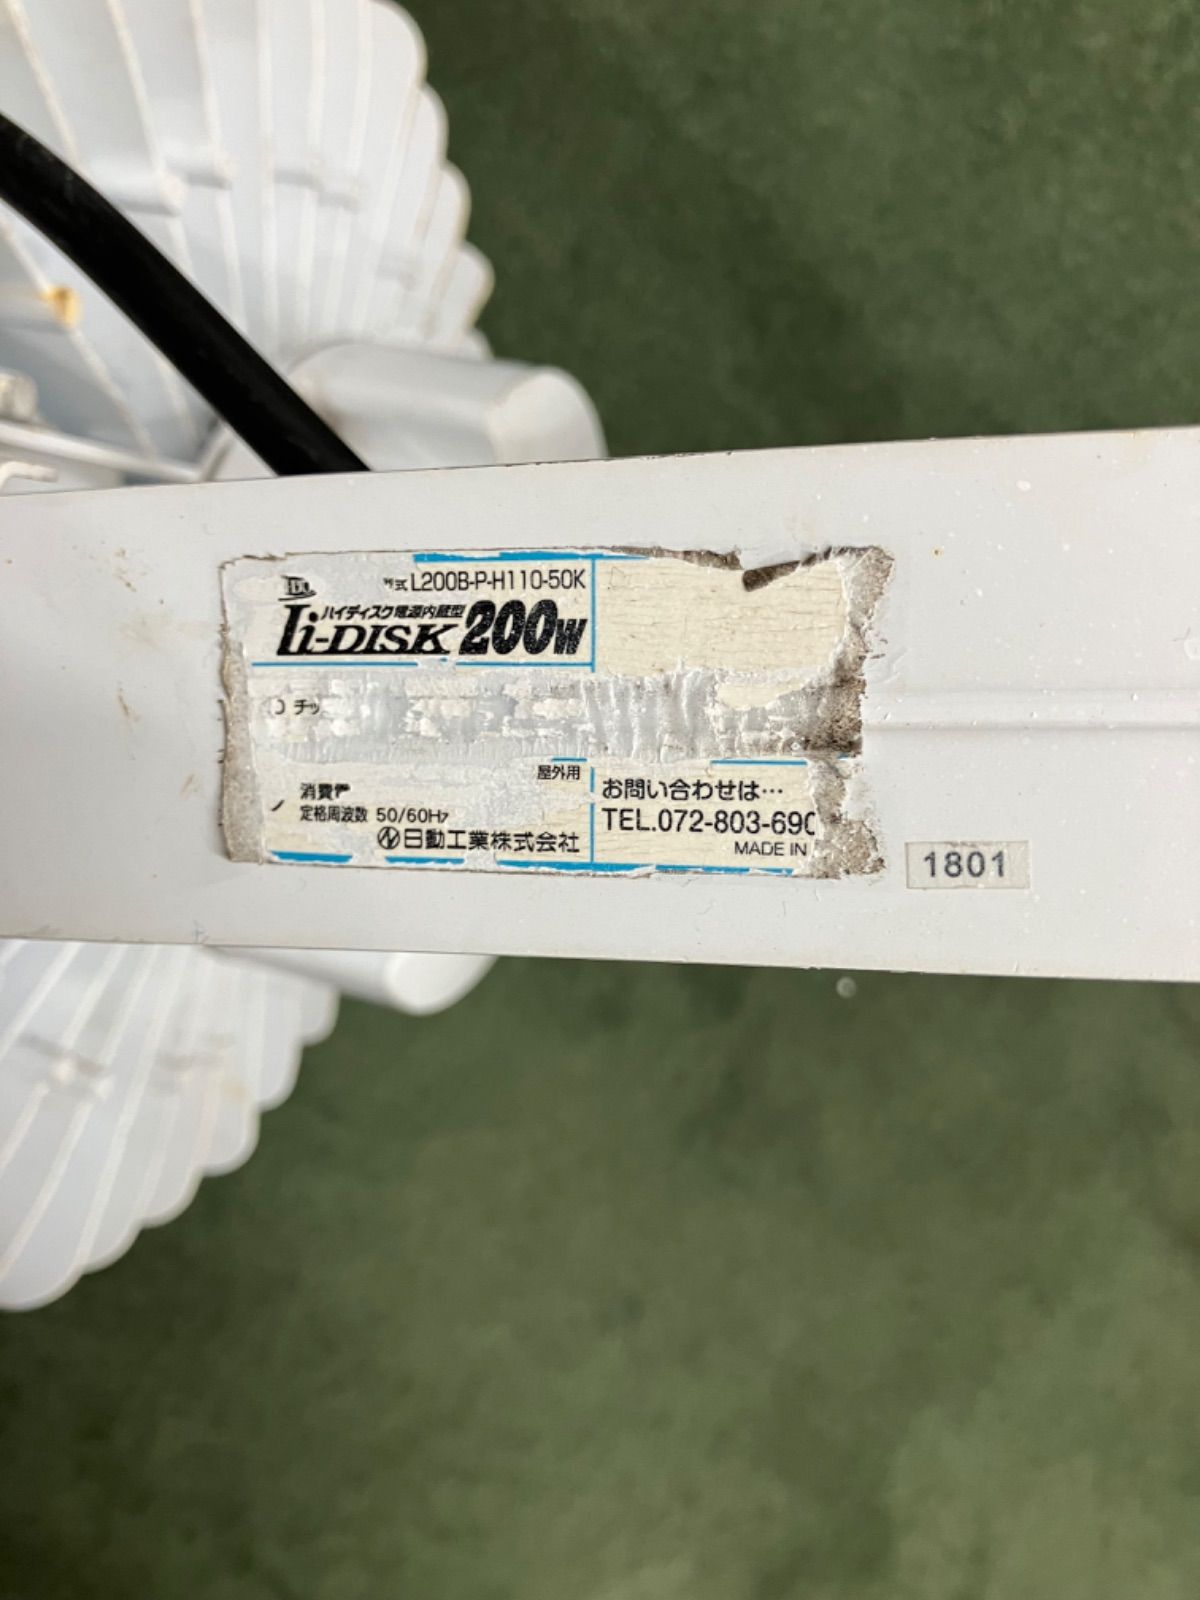 型式 L200B-P-H110-50K
ハイディスク電源内蔵型
Hi-DISK 200W
チッ
屋外用
消費
定格周波数 50/60Hz
日動工業株式会社
お問い合わせは…
TEL.072-803-690
MADE IN
1801